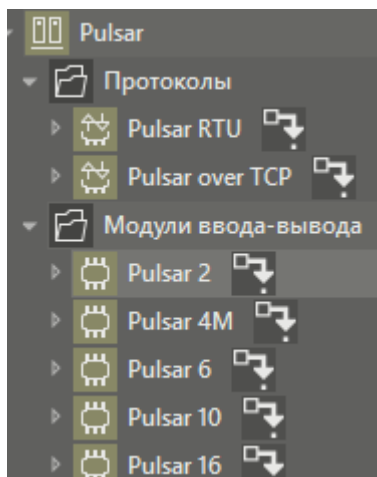 Pulsar
Протоколы
Pulsar RTU
Pulsar over TCP
Модули ввода-вывода
Pulsar 2
Pulsar 4M
Pulsar 6
Pulsar 10
Pulsar 16